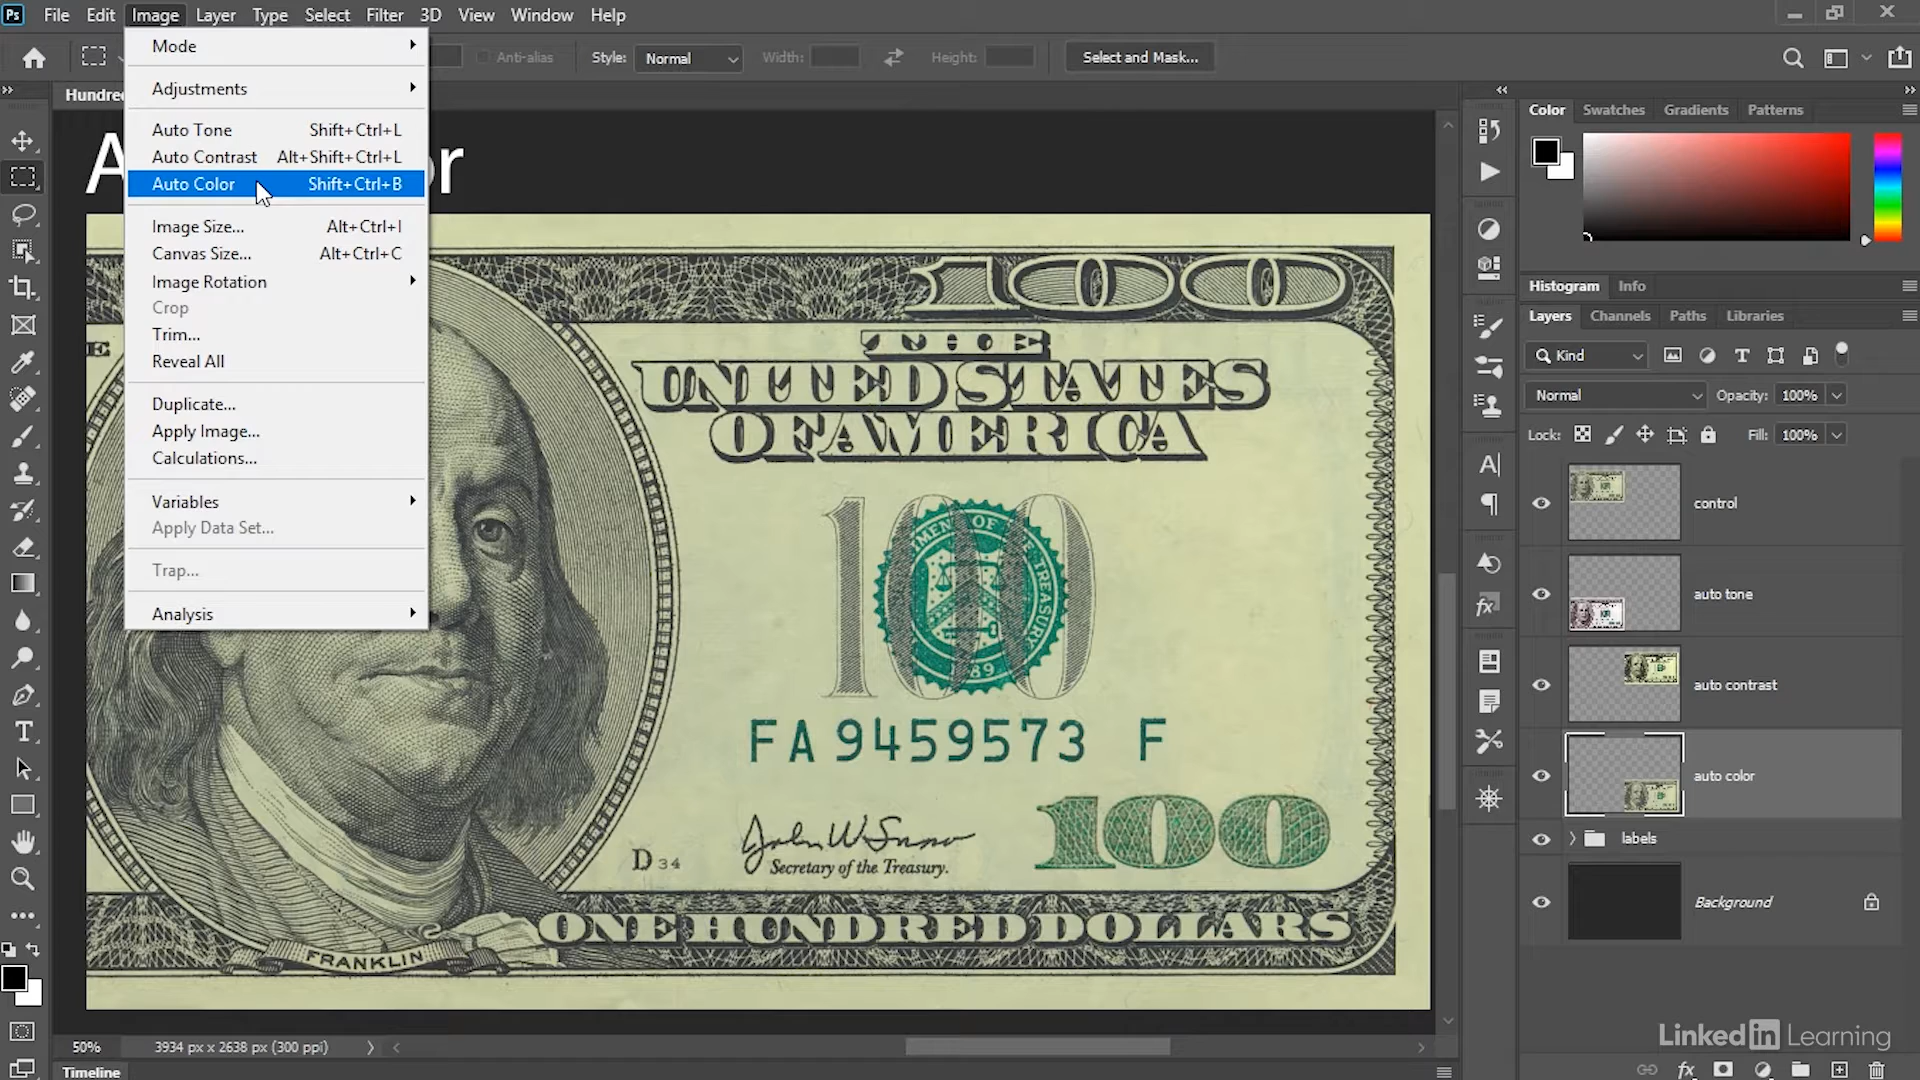 Ps File Edit Image Layer Type Select Filter 3D View Window Help
Anti-alias Style: Normal Width: Height: Select and Mask...
Mode
Adjustments
Auto Tone Shift+Ctrl+L
Auto Contrast Alt+Shift+Ctrl+L
Auto Color Shift+Ctrl+B
Image Size... Alt+Ctrl+I
Canvas Size... Alt+Ctrl+C
Image Rotation
Crop
Trim...
Reveal All
Duplicate...
Apply Image...
Calculations...
Variables
Apply Data Set...
Trap...
Analysis
100
THE
UNITED STATES
OF AMERICA
100
FA 9459573 F
D 34
Secretary of the Treasury.
100
ONE HUNDRED DOLLARS
FRANKLIN
50% 3934 px x 2638 px (300 ppi)
Timeline
Color Swatches Gradients Patterns
Histogram Info
Layers Channels Paths Libraries
Kind
Normal Opacity: 100%
Lock: Fill: 100%
control
auto tone
auto contrast
auto color
labels
Background
LinkedIn Learning